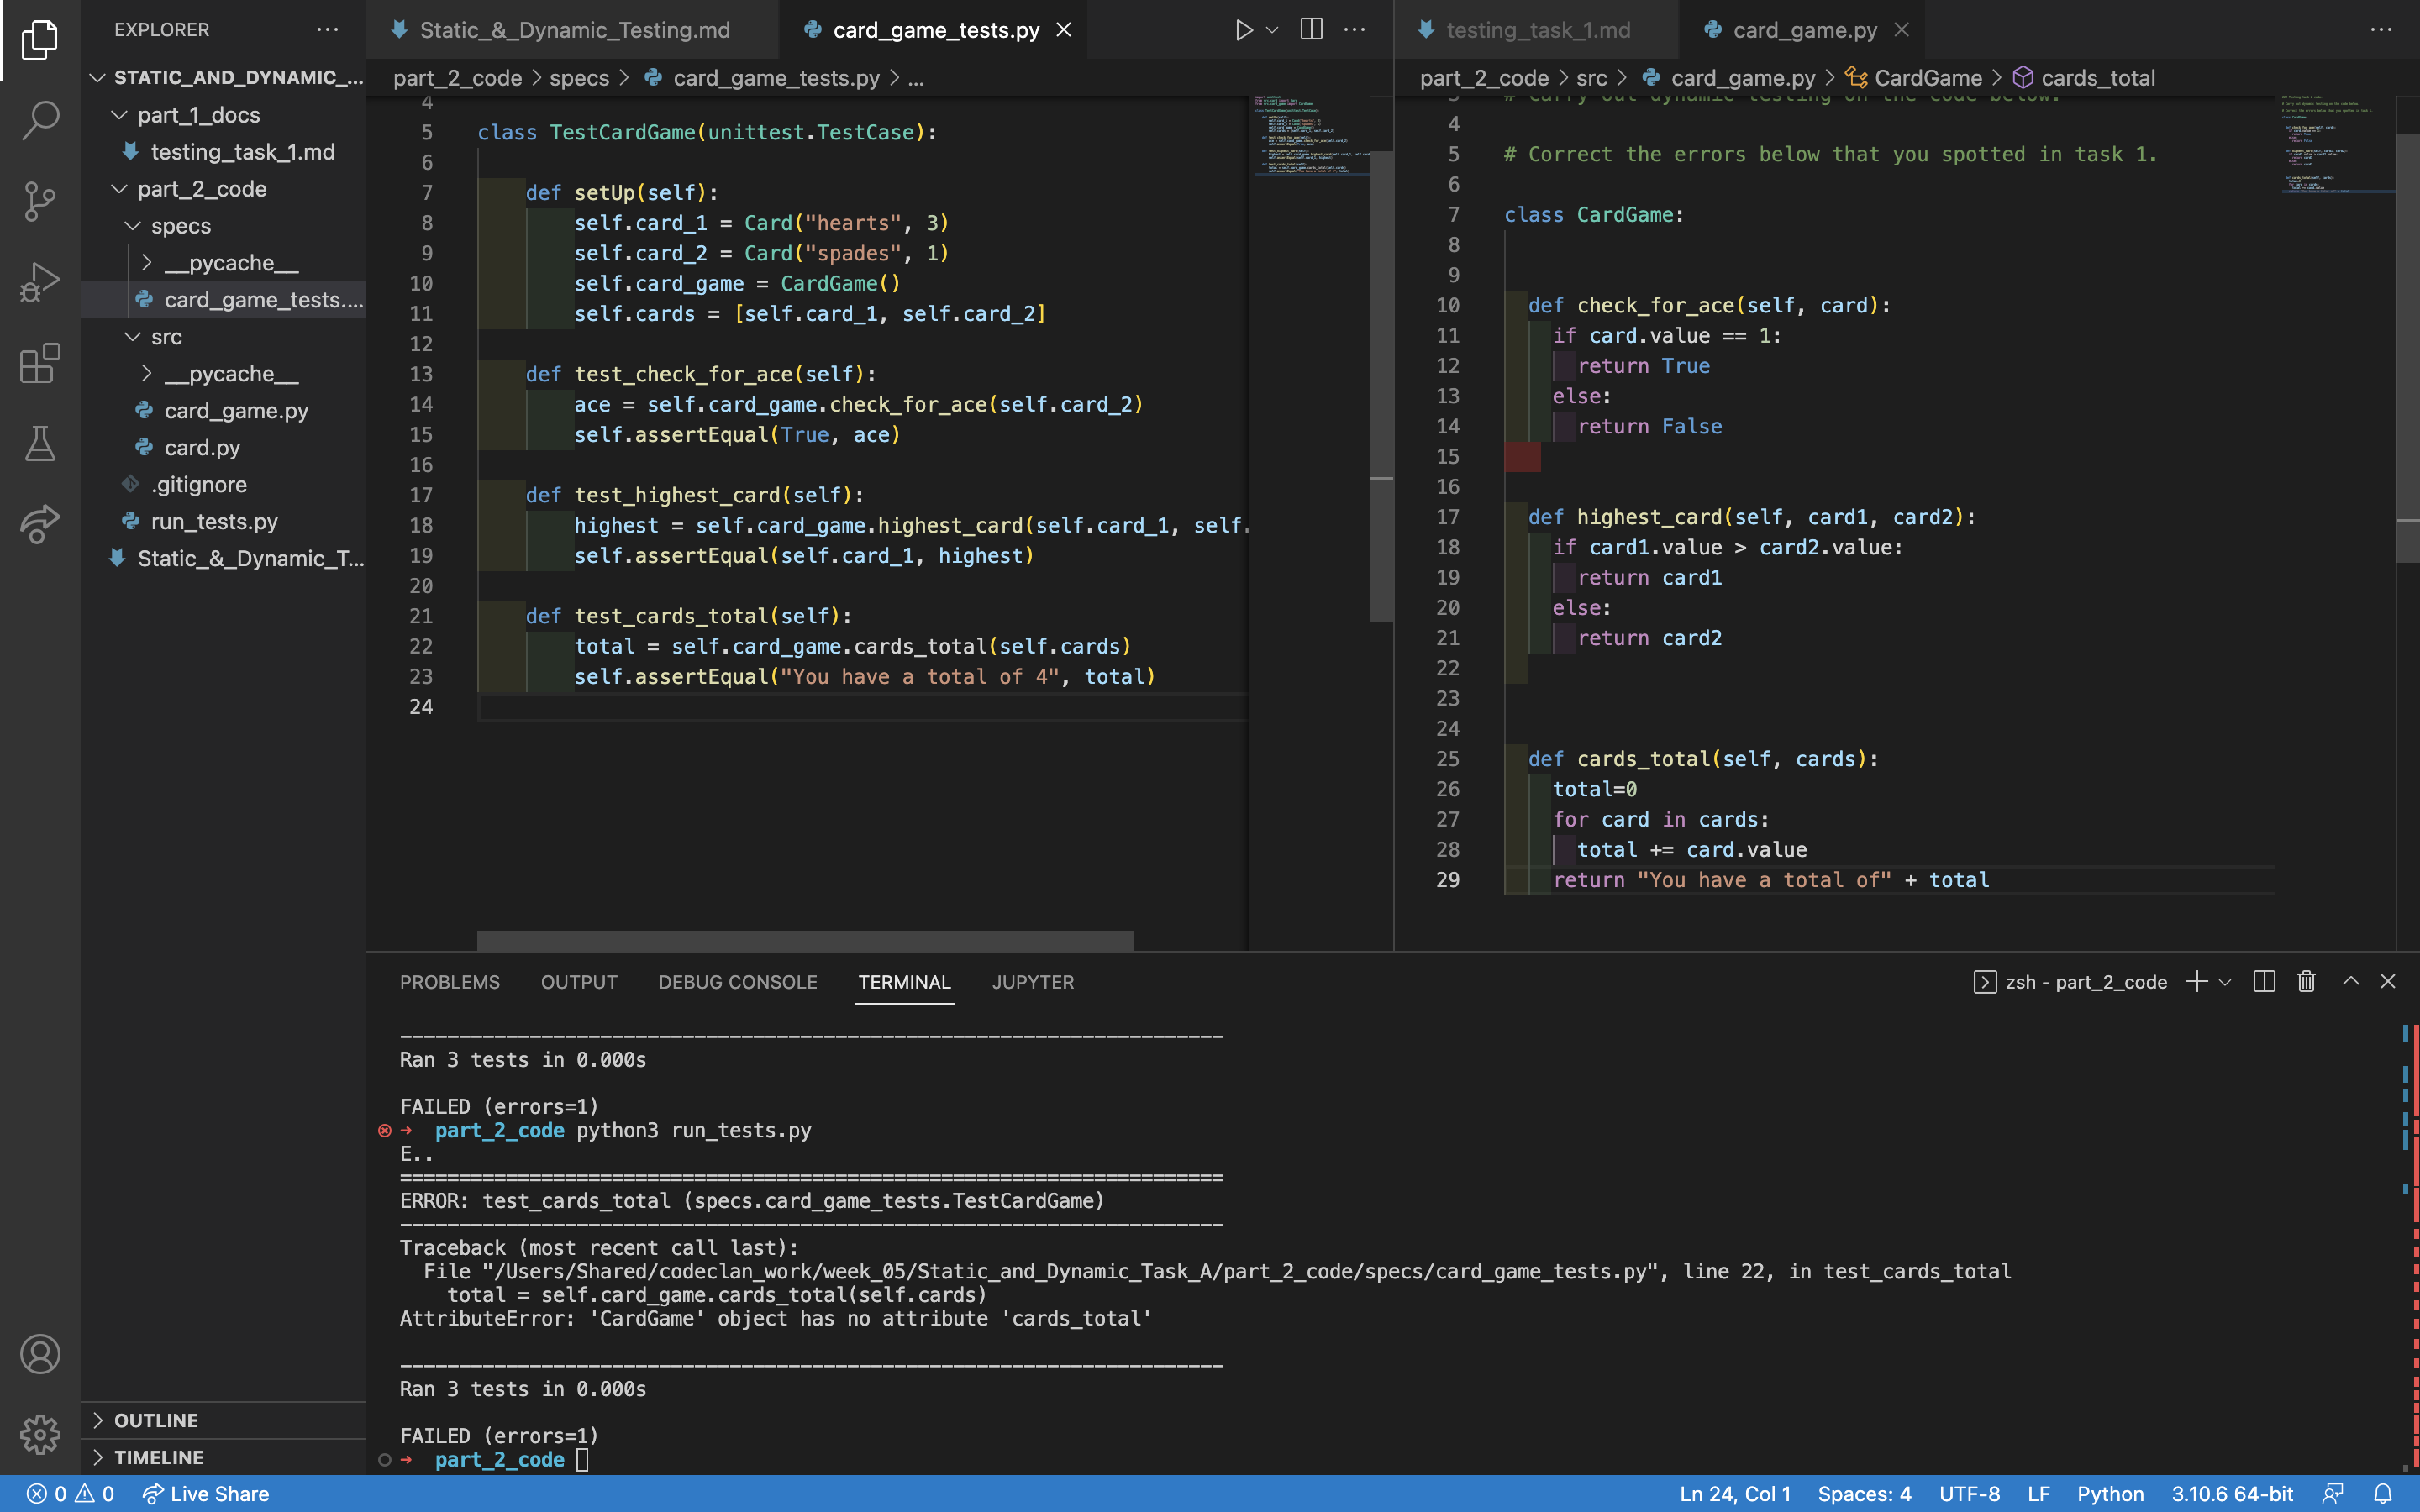 EXPLORER
STATIC_AND_DYNAMIC_...
part_1_docs
testing_task_1.md
part_2_code
specs
__pycache__
card_game_tests....
src
__pycache__
card_game.py
card.py
.gitignore
run_tests.py
Static_&_Dynamic_T...
OUTLINE
TIMELINE
Static_&_Dynamic_Testing.md
card_game_tests.py
part_2_code > specs > card_game_tests.py > ...
4
5 class TestCardGame(unittest.TestCase):
6
7 def setUp(self):
8 self.card_1 = Card("hearts", 3)
9 self.card_2 = Card("spades", 1)
10 self.card_game = CardGame()
11 self.cards = [self.card_1, self.card_2]
12
13 def test_check_for_ace(self):
14 ace = self.card_game.check_for_ace(self.card_2)
15 self.assertEqual(True, ace)
16
17 def test_highest_card(self):
18 highest = self.card_game.highest_card(self.card_1, self.
19 self.assertEqual(self.card_1, highest)
20
21 def test_cards_total(self):
22 total = self.card_game.cards_total(self.cards)
23 self.assertEqual("You have a total of 4", total)
24
testing_task_1.md
card_game.py
part_2_code > src > card_game.py > CardGame > cards_total
3 # Carry out dynamic testing on the code below.
4
5 # Correct the errors below that you spotted in task 1.
6
7 class CardGame:
8
9
10 def check_for_ace(self, card):
11 if card.value == 1:
12 return True
13 else:
14 return False
15
16
17 def highest_card(self, card1, card2):
18 if card1.value > card2.value:
19 return card1
20 else:
21 return card2
22
23
24
25 def cards_total(self, cards):
26 total=0
27 for card in cards:
28 total += card.value
29 return "You have a total of" + total
PROBLEMS OUTPUT DEBUG CONSOLE TERMINAL JUPYTER
zsh - part_2_code
----------------------------------------------------------------------
Ran 3 tests in 0.000s
FAILED (errors=1)
➜ part_2_code python3 run_tests.py
E..
======================================================================
ERROR: test_cards_total (specs.card_game_tests.TestCardGame)
----------------------------------------------------------------------
Traceback (most recent call last):
File "/Users/Shared/codeclan_work/week_05/Static_and_Dynamic_Task_A/part_2_code/specs/card_game_tests.py", line 22, in test_cards_total
total = self.card_game.cards_total(self.cards)
AttributeError: 'CardGame' object has no attribute 'cards_total'
----------------------------------------------------------------------
Ran 3 tests in 0.000s
FAILED (errors=1)
➜ part_2_code
0 0 Live Share
Ln 24, Col 1 Spaces: 4 UTF-8 LF Python 3.10.6 64-bit